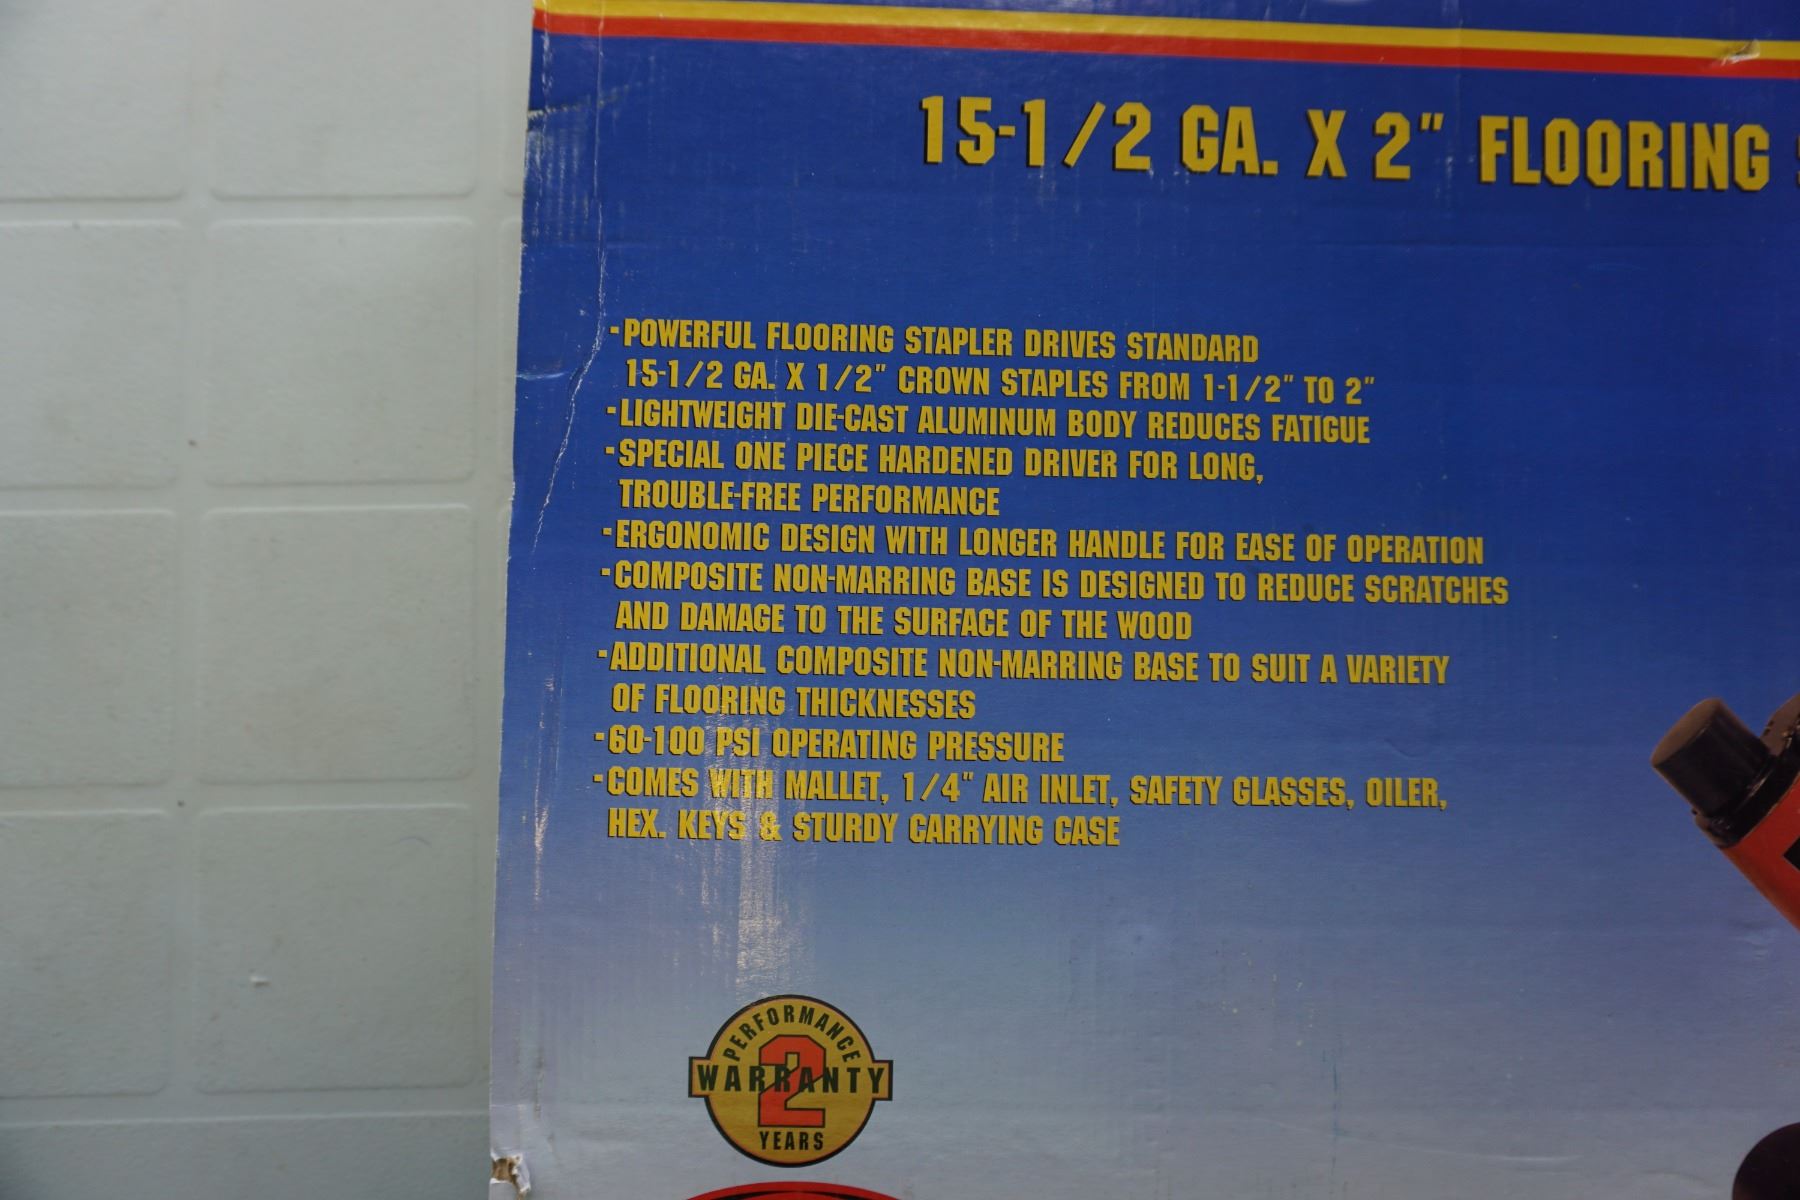 15-1/2 GA. X 2" FLOORING
-POWERFUL FLOORING STAPLER DRIVES STANDARD
15-1/2 GA. X 1/2" CROWN STAPLES FROM 1-1/2" TO 2"
-LIGHTWEIGHT DIE-CAST ALUMINUM BODY REDUCES FATIGUE
-SPECIAL ONE PIECE HARDENED DRIVER FOR LONG,
TROUBLE-FREE PERFORMANCE
-ERGONOMIC DESIGN WITH LONGER HANDLE FOR EASE OF OPERATION
-COMPOSITE NON-MARRING BASE IS DESIGNED TO REDUCE SCRATCHES
AND DAMAGE TO THE SURFACE OF THE WOOD
-ADDITIONAL COMPOSITE NON-MARRING BASE TO SUIT A VARIETY
OF FLOORING THICKNESSES
-60-100 PSI OPERATING PRESSURE
-COMES WITH MALLET, 1/4" AIR INLET, SAFETY GLASSES, OILER,
HEX. KEYS & STURDY CARRYING CASE
PERFORMANCE
2
WARRANTY
YEARS